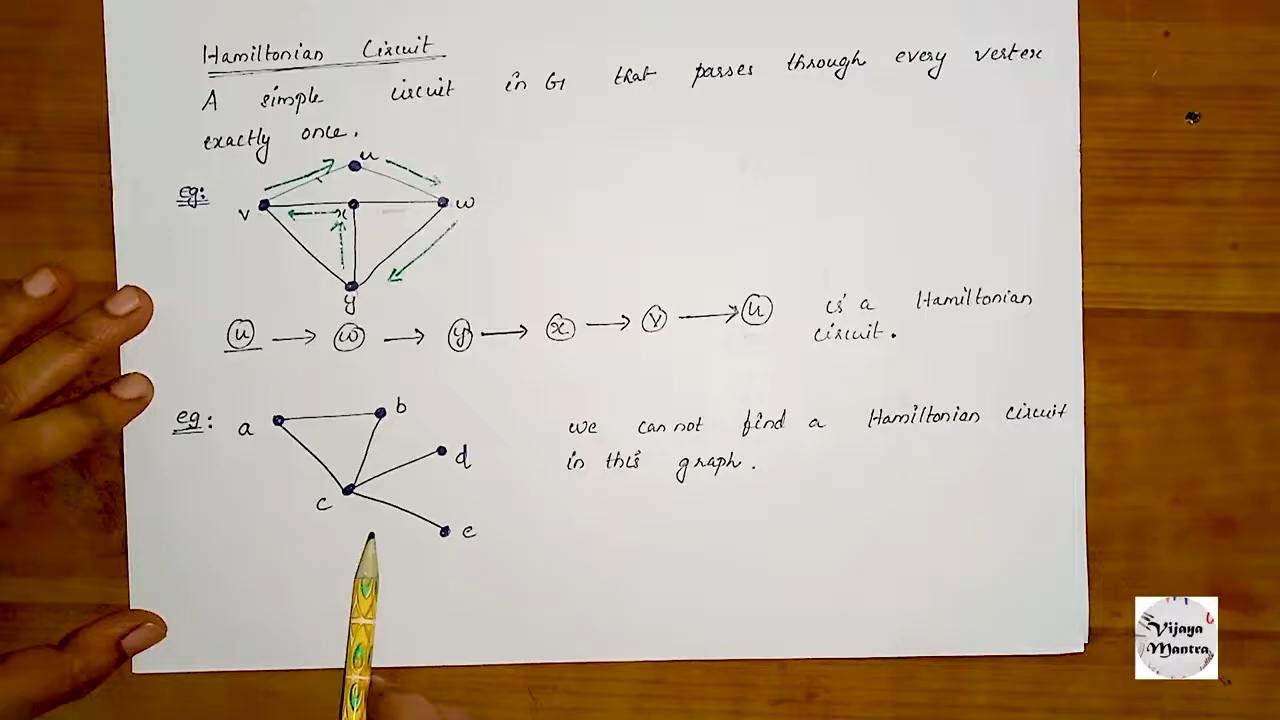 Hamiltonian Circuit
A simple circuit in G that passes through every vertex
exactly once.
eg:
u
v x w
y
u → w → y → x → v → u is a Hamiltonian
circuit.
eg:
a b
c d
e
we can not find a Hamiltonian circuit
in this graph.
Vijaya
Mantra